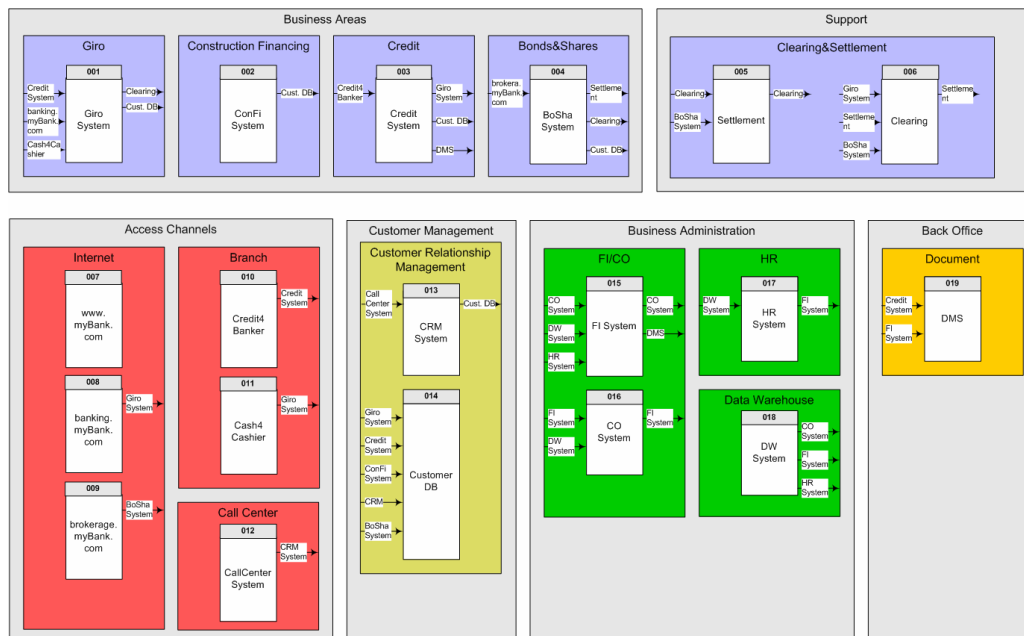 Business Areas
Support
Giro
Construction Financing
Credit
Bonds&Shares
Clearing&Settlement
001
Giro
System
Credit
System
banking.
myBank.
com
Cash4Ca
shier
Clearing
Cust. DB
002
ConFi
System
Cust. DB
003
Credit
System
Credit4
Banker
Giro
System
Cust. DB
DMS
004
BoSha
System
brokera.
myBank.
com
Settleme
nt
Clearing
Cust. DB
005
Settlement
Clearing
BoSha
System
Clearing
006
Clearing
Giro
System
Settleme
nt
BoSha
System
Settleme
nt
Access Channels
Customer Management
Business Administration
Back Office
Internet
007
www.
myBank.
com
008
banking.
myBank.
com
Giro
System
009
brokerage.
myBank.
com
BoSha
System
Branch
010
Credit4
Banker
Credit
System
011
Cash4
Cashier
Giro
System
Call Center
012
CallCenter
System
CRM
System
Customer Relationship
Management
013
CRM
System
Call
Center
System
Cust. DB
014
Customer
DB
Giro
System
Credit
System
ConFi
System
CRM
BoSha
System
FI/CO
015
FI System
CO
System
DW
System
HR
System
CO
System
DMS
016
CO
System
FI
System
DW
System
FI
System
HR
017
HR
System
DW
System
FI
System
Data Warehouse
018
DW
System
CO
System
FI
System
HR
System
Document
019
DMS
Credit
System
FI
System